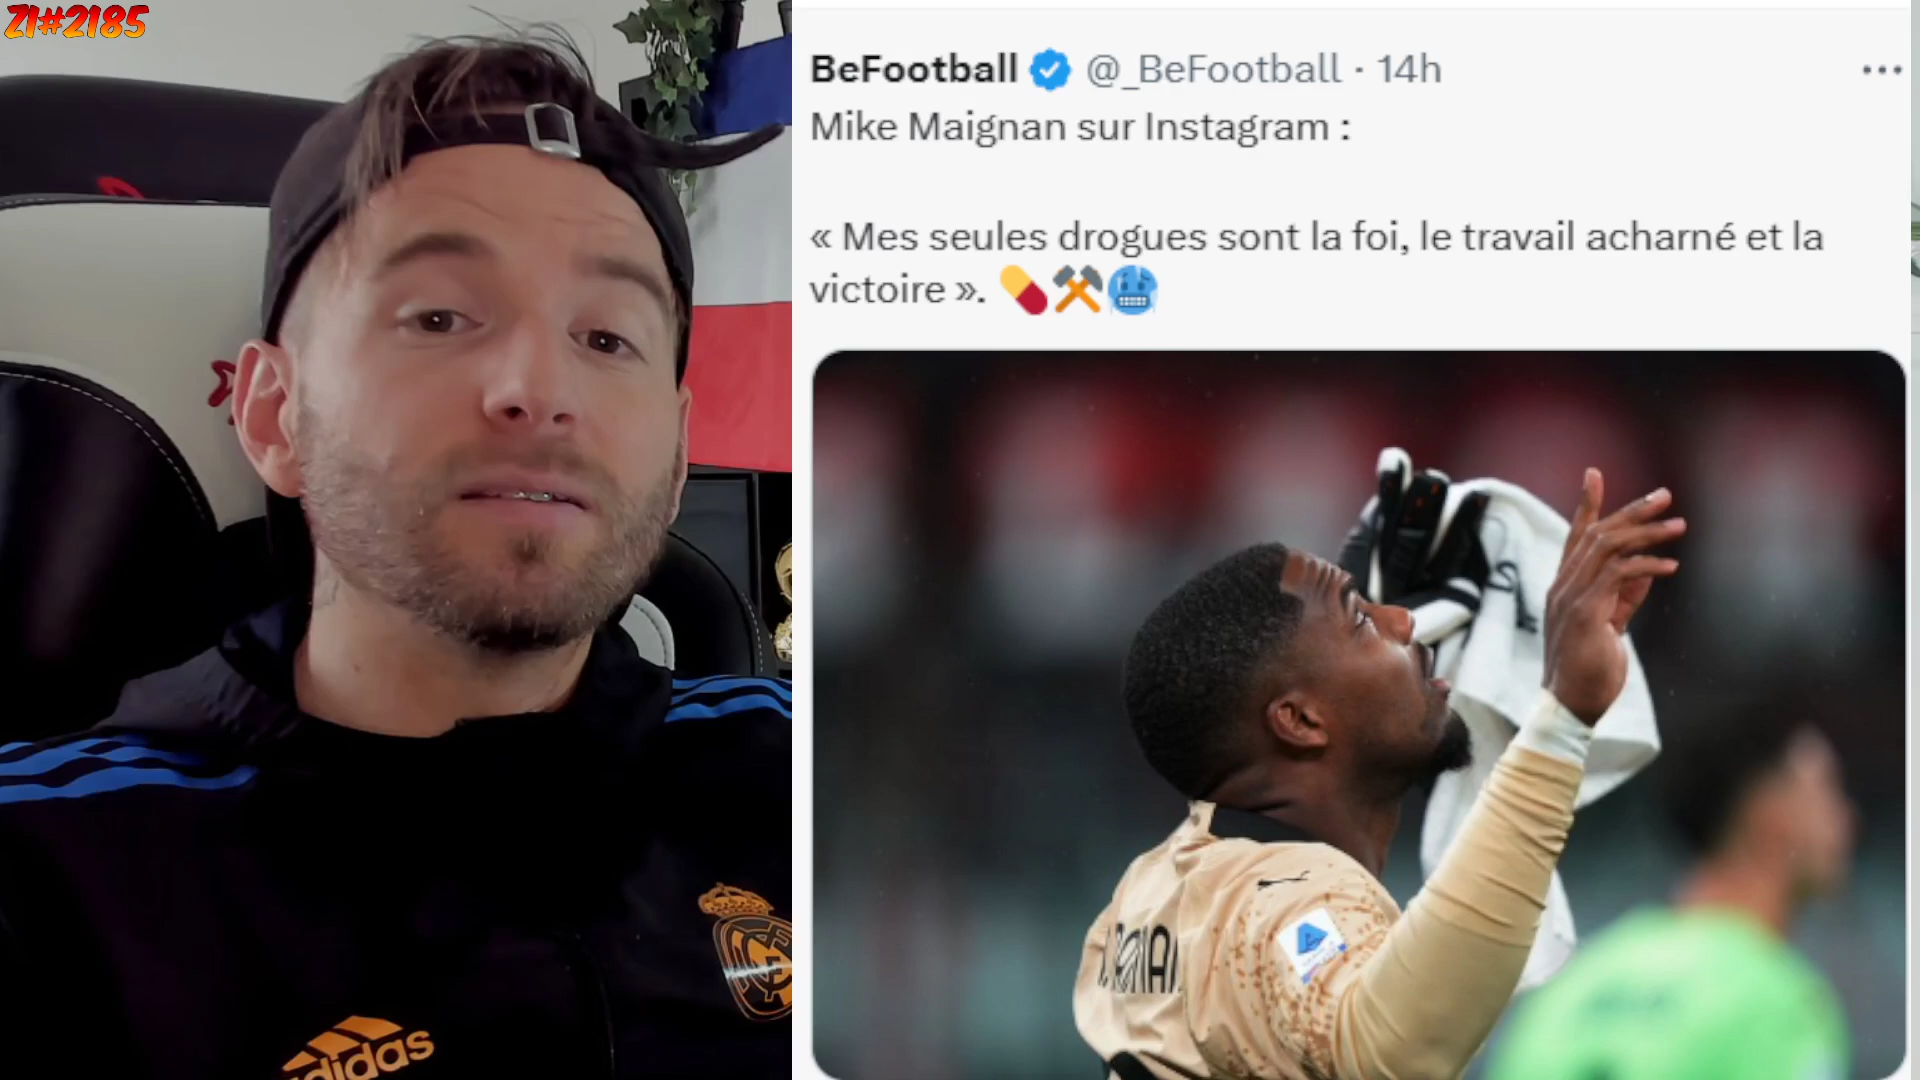 ZI#2185
BeFootball @_BeFootball · 14h
Mike Maignan sur Instagram :
« Mes seules drogues sont la foi, le travail acharné et la
victoire ». 💊⚒️🥶
adidas